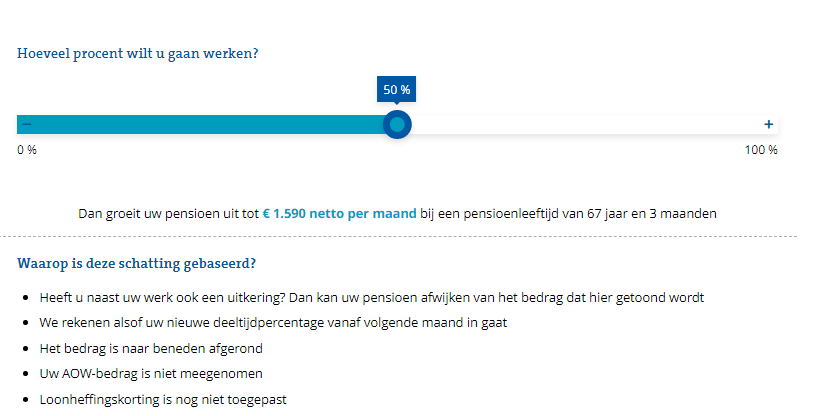 Hoeveel procent wilt u gaan werken?
50 %
− +
0 % 100 %
Dan groeit uw pensioen uit tot € 1.590 netto per maand bij een pensioenleeftijd van 67 jaar en 3 maanden
Waarop is deze schatting gebaseerd?
• Heeft u naast uw werk ook een uitkering? Dan kan uw pensioen afwijken van het bedrag dat hier getoond wordt
• We rekenen alsof uw nieuwe deeltijdpercentage vanaf volgende maand in gaat
• Het bedrag is naar beneden afgerond
• Uw AOW-bedrag is niet meegenomen
• Loonheffingskorting is nog niet toegepast